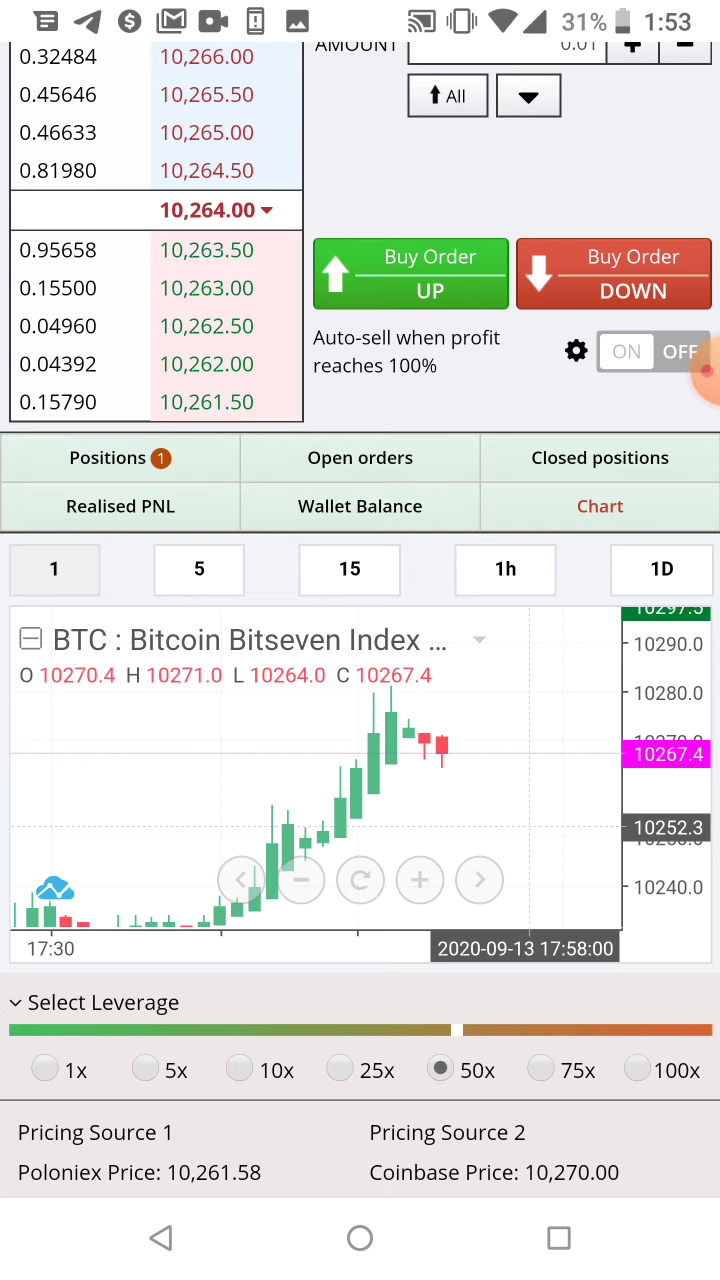 31% 1:53
AMOUNT 0.01 + −
0.32484 10,266.00
0.45646 10,265.50
All
0.46633 10,265.00
0.81980 10,264.50
10,264.00
0.95658 10,263.50
Buy Order
UP
Buy Order
DOWN
0.15500 10,263.00
0.04960 10,262.50
0.04392 10,262.00
0.15790 10,261.50
Auto-sell when profit
reaches 100%
ON OFF
Positions 1 Open orders Closed positions
Realised PNL Wallet Balance Chart
1 5 15 1h 1D
BTC : Bitcoin Bitseven Index ...
O 10270.4 H 10271.0 L 10264.0 C 10267.4
10297.5
10290.0
10280.0
10270.0
10267.4
10252.3
10240.0
17:30 2020-09-13 17:58:00
Select Leverage
1x 5x 10x 25x 50x 75x 100x
Pricing Source 1 Pricing Source 2
Poloniex Price: 10,261.58 Coinbase Price: 10,270.00